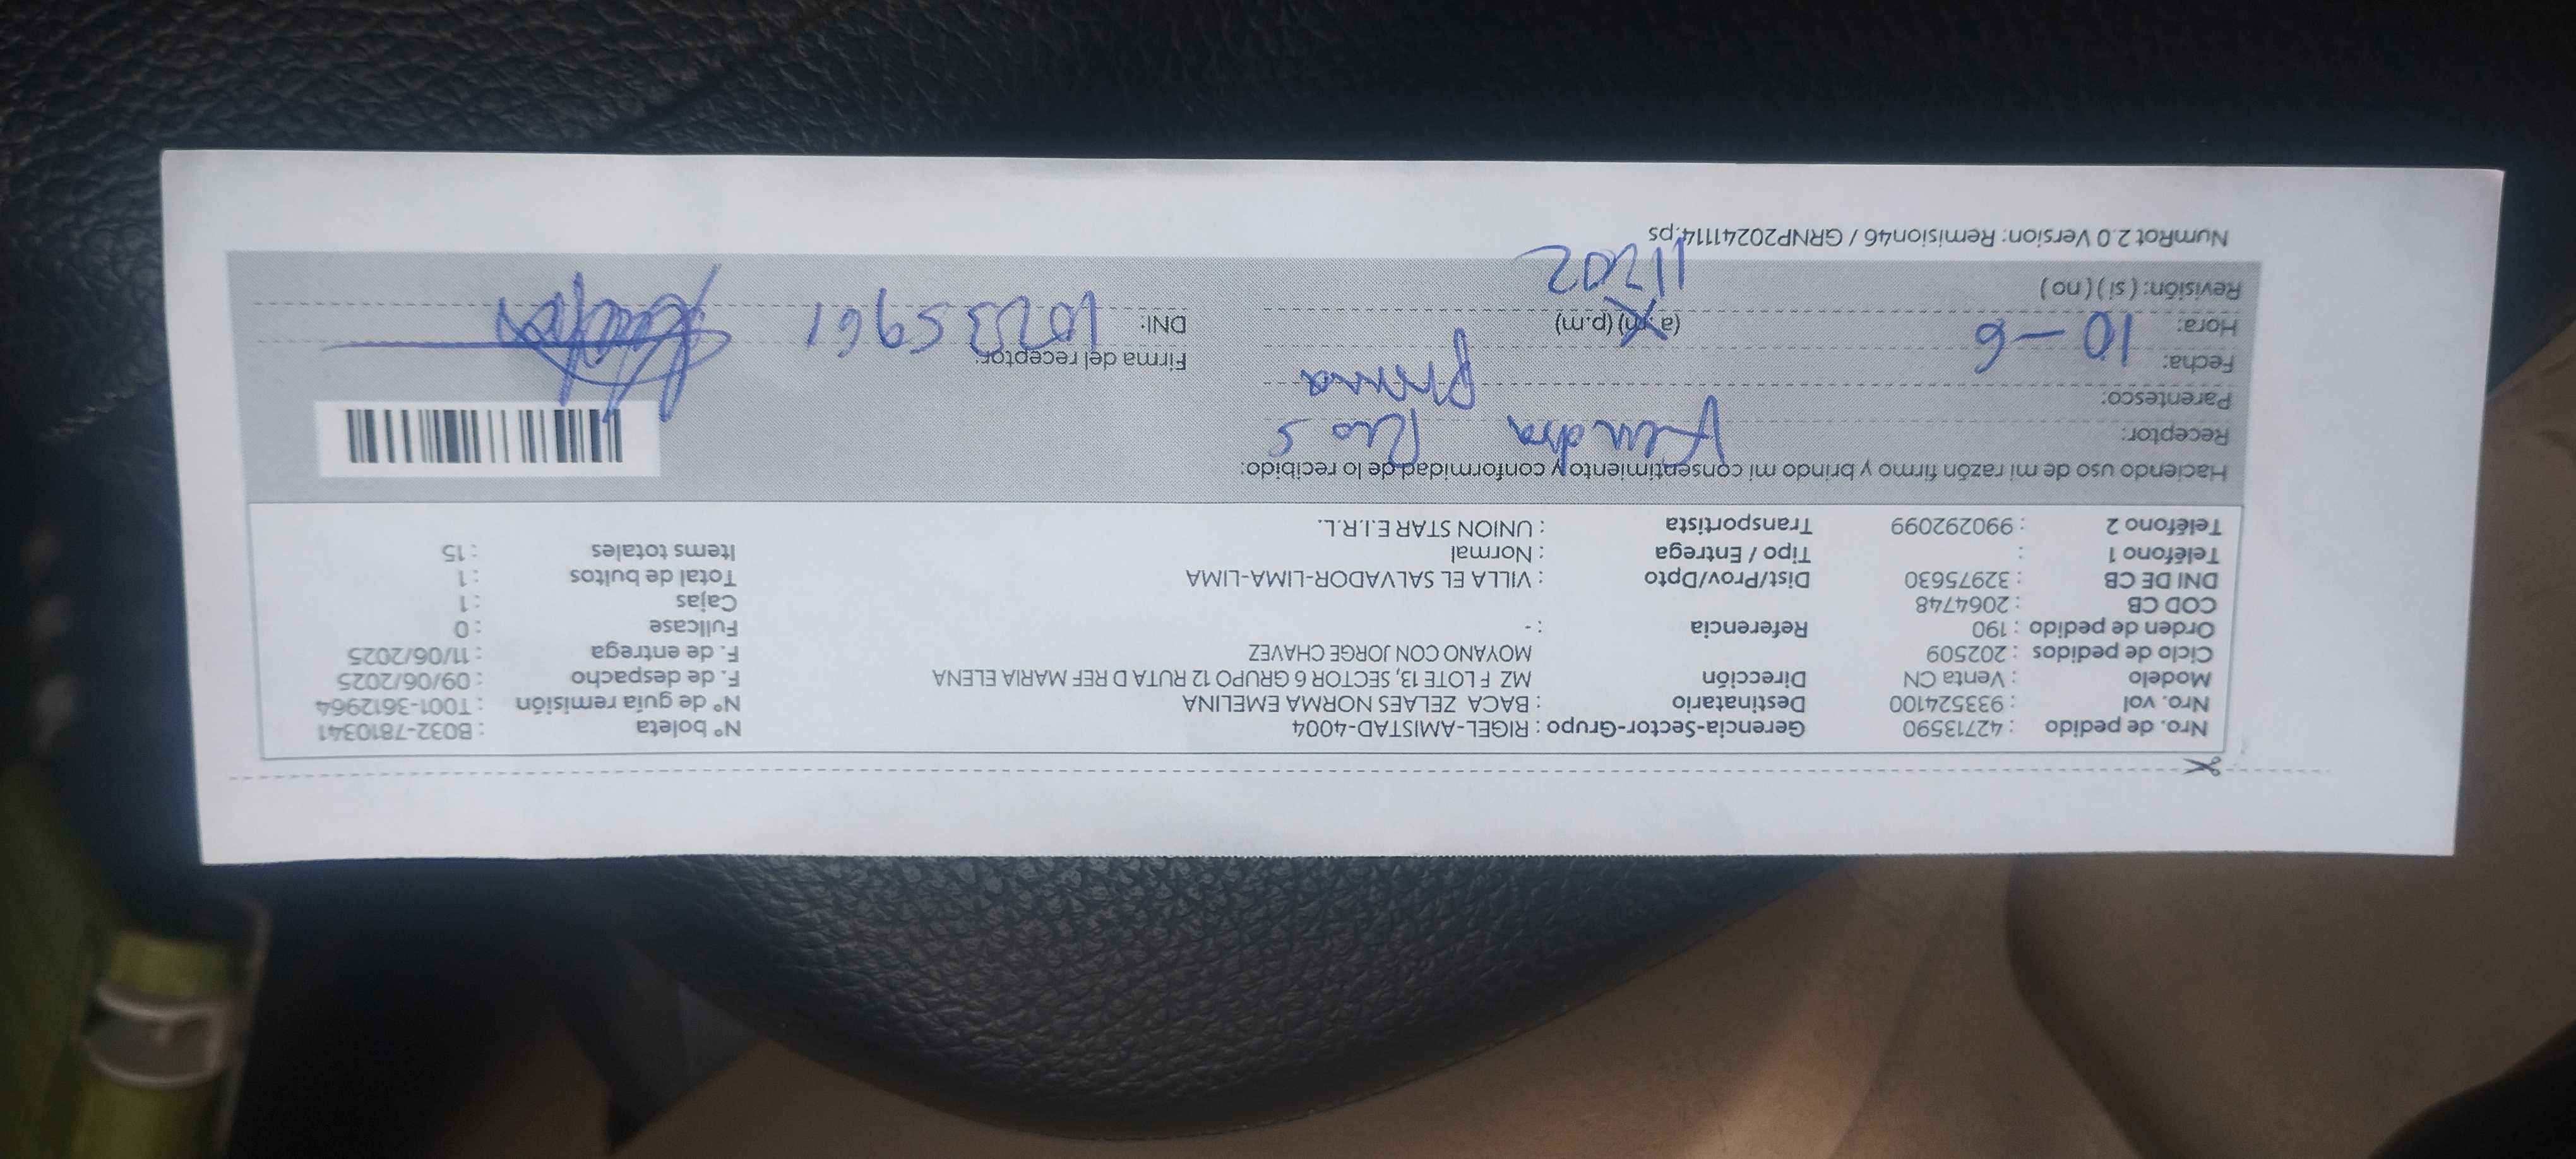 Nro. de pedido : 42713590 Gerencia-Sector-Grupo : RIGEL-AMISTAD-4004 N° boleta : B032-7810341
Nro. vol : 933524100 Destinatario : BACA ZELAES NORMA EMELINA N° de guía remisión : T001-3612964
Modelo : Venta CN Dirección MZ F LOTE 13, SECTOR 6 GRUPO 12 RUTA D REF MARIA ELENA F. de despacho : 09/06/2025
Ciclo de pedidos : 202509 MOYANO CON JORGE CHAVEZ F. de entrega : 11/06/2025
Orden de pedido : 190 Referencia : - Fullcase : 0
COD CB : 2064748 Cajas : 1
DNI DE CB : 32975630 Dist/Prov/Dpto : VILLA EL SALVADOR-LIMA-LIMA Total de bultos : 1
Teléfono 1 : Tipo / Entrega : Normal Items totales : 15
Teléfono 2 : 990292099 Transportista : UNION STAR E.I.R.L.
Haciendo uso de mi razón firmo y brindo mi consentimiento y conformidad de lo recibido:
Receptor: Kendra Rios
Parentesco: prima
Fecha: 10-6 Firma del receptor:
Hora: (a.m) (p.m) DNI: 10235961
Revisión: ( si ) ( no ) 11202
NumRot 2.0 Version: Remision46 / GRNP20241114.ps